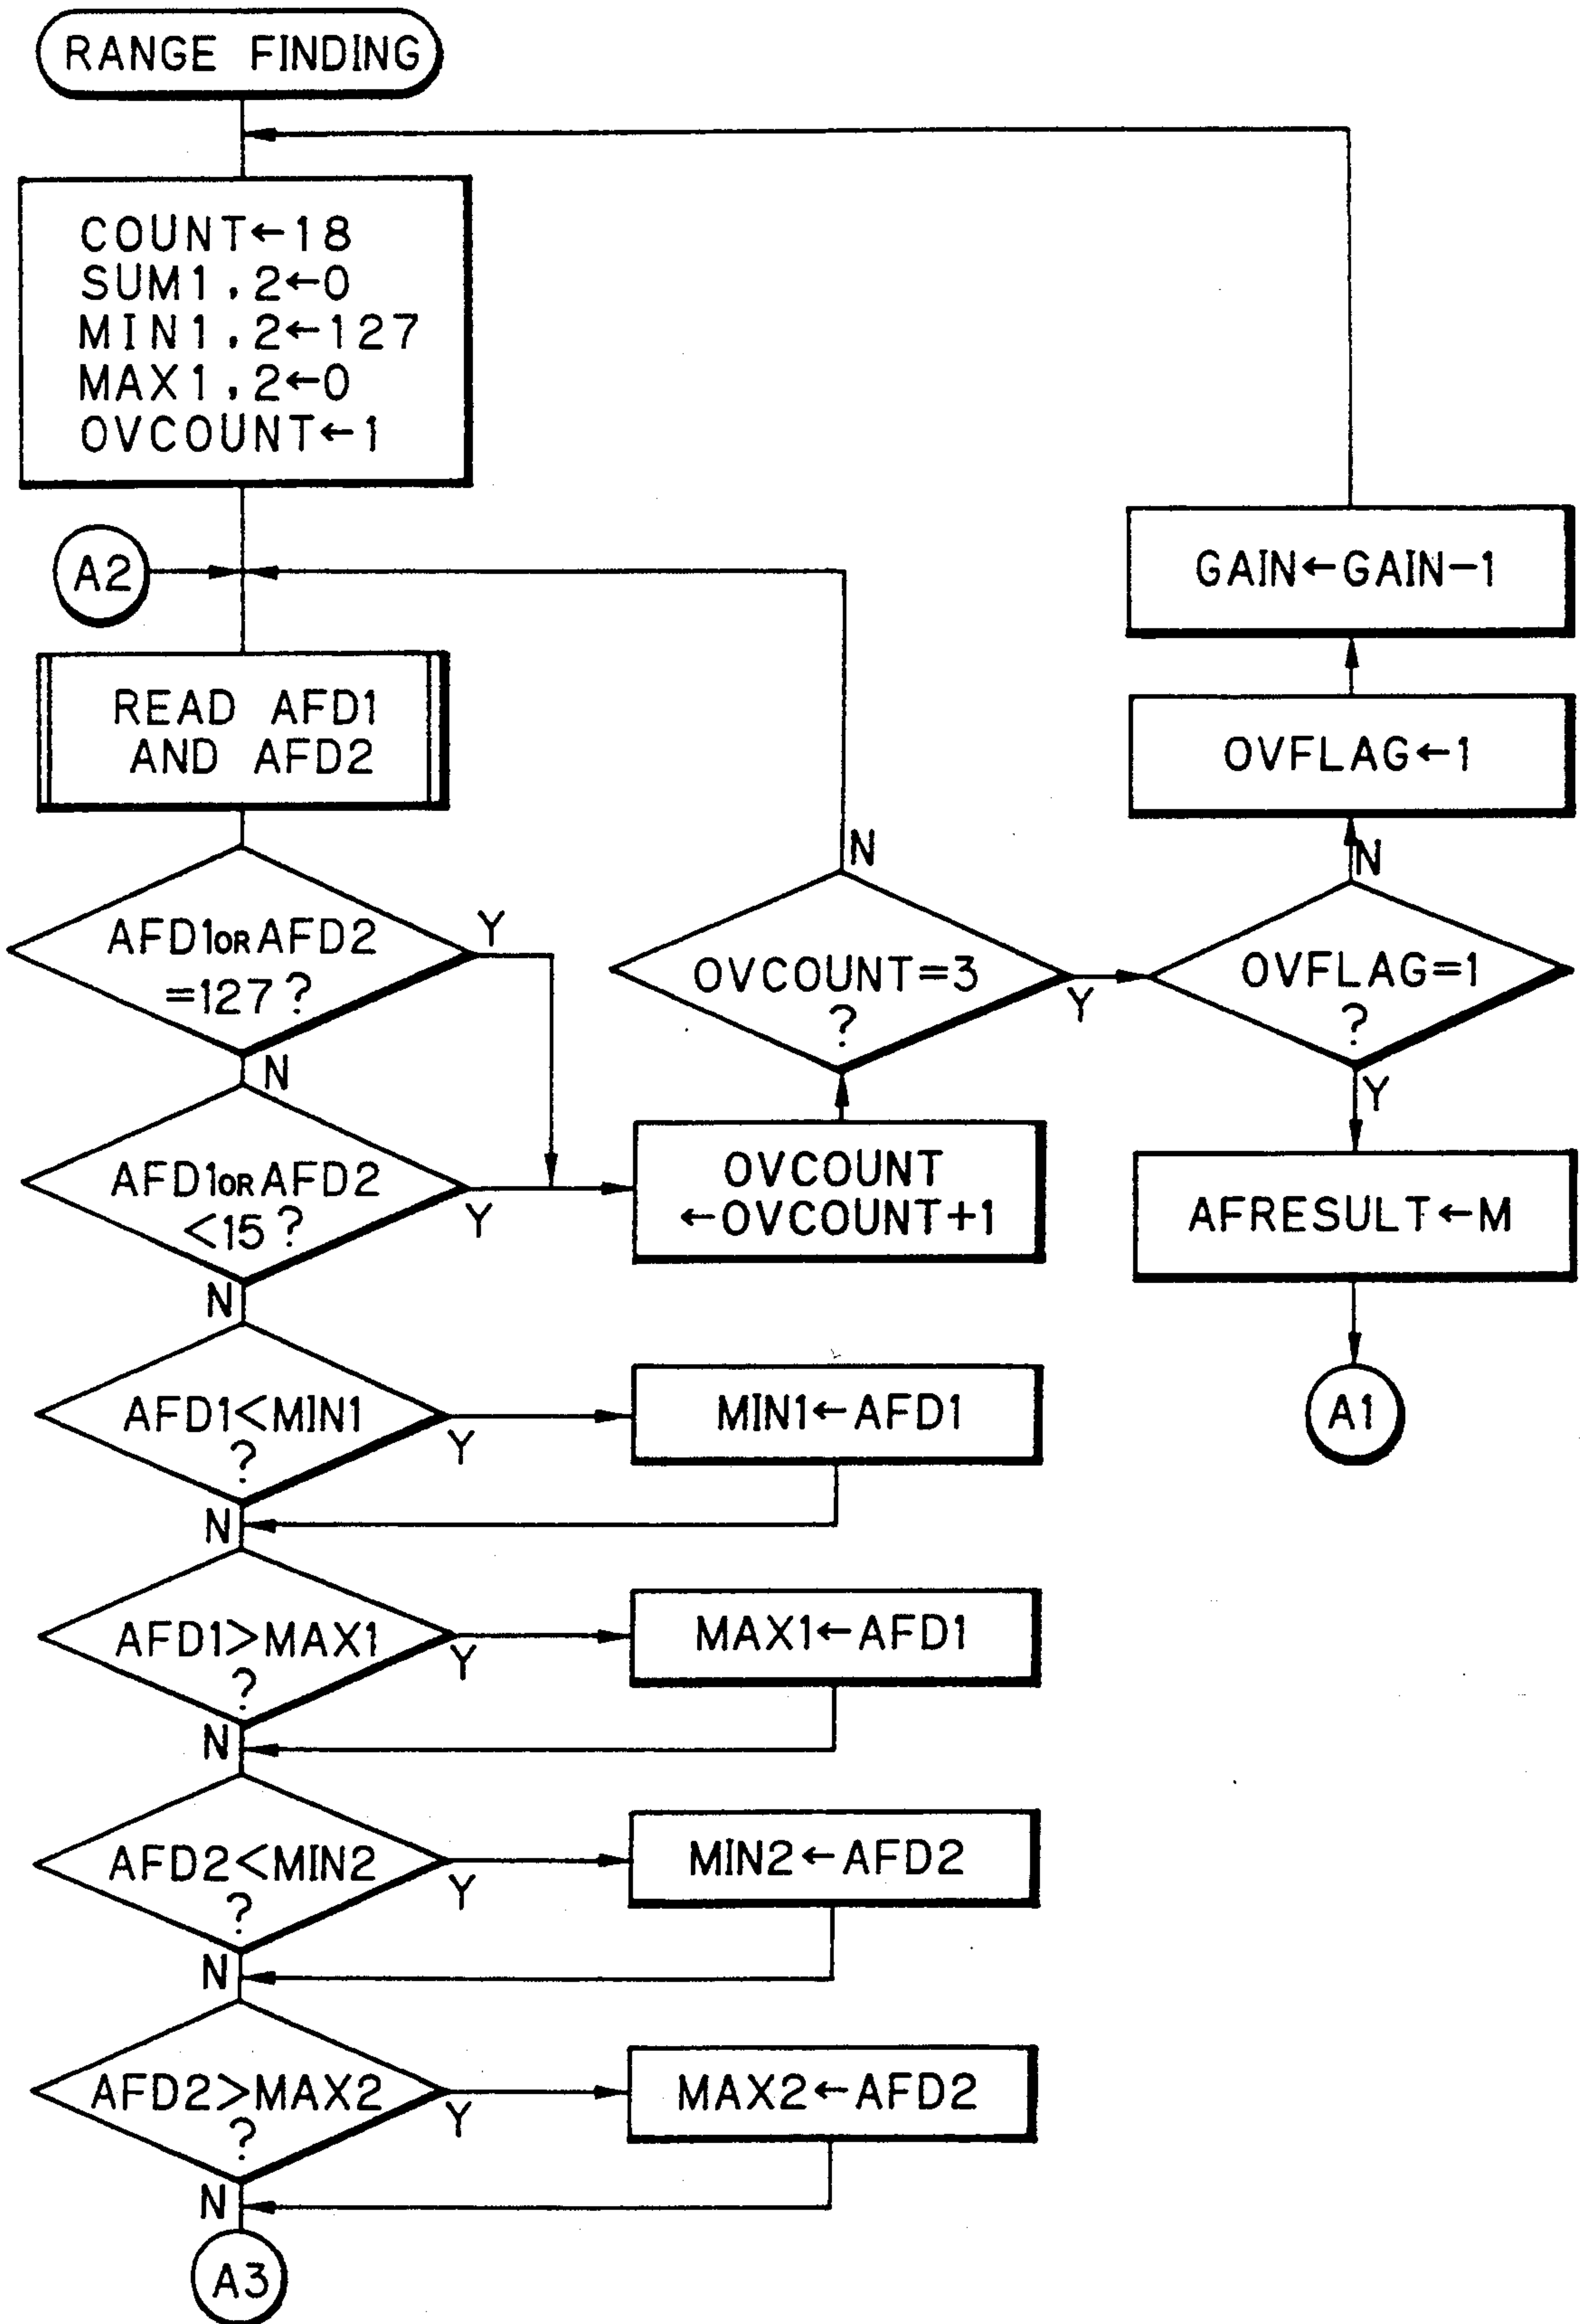 RANGE FINDING
COUNT←18
SUM1,2←0
MIN1,2←127
MAX1,2←0
OVCOUNT←1
A2
READ AFD1
AND AFD2
AFD1 OR AFD2
=127?
Y
N
AFD1 OR AFD2
<15?
Y
N
OVCOUNT
←OVCOUNT+1
OVCOUNT=3
?
N
Y
OVFLAG=1
?
N
Y
OVFLAG←1
GAIN←GAIN-1
AFRESULT←M
A1
AFD1<MIN1
?
Y
N
MIN1←AFD1
AFD1>MAX1
?
Y
N
MAX1←AFD1
AFD2<MIN2
?
Y
N
MIN2←AFD2
AFD2>MAX2
?
Y
N
MAX2←AFD2
A3